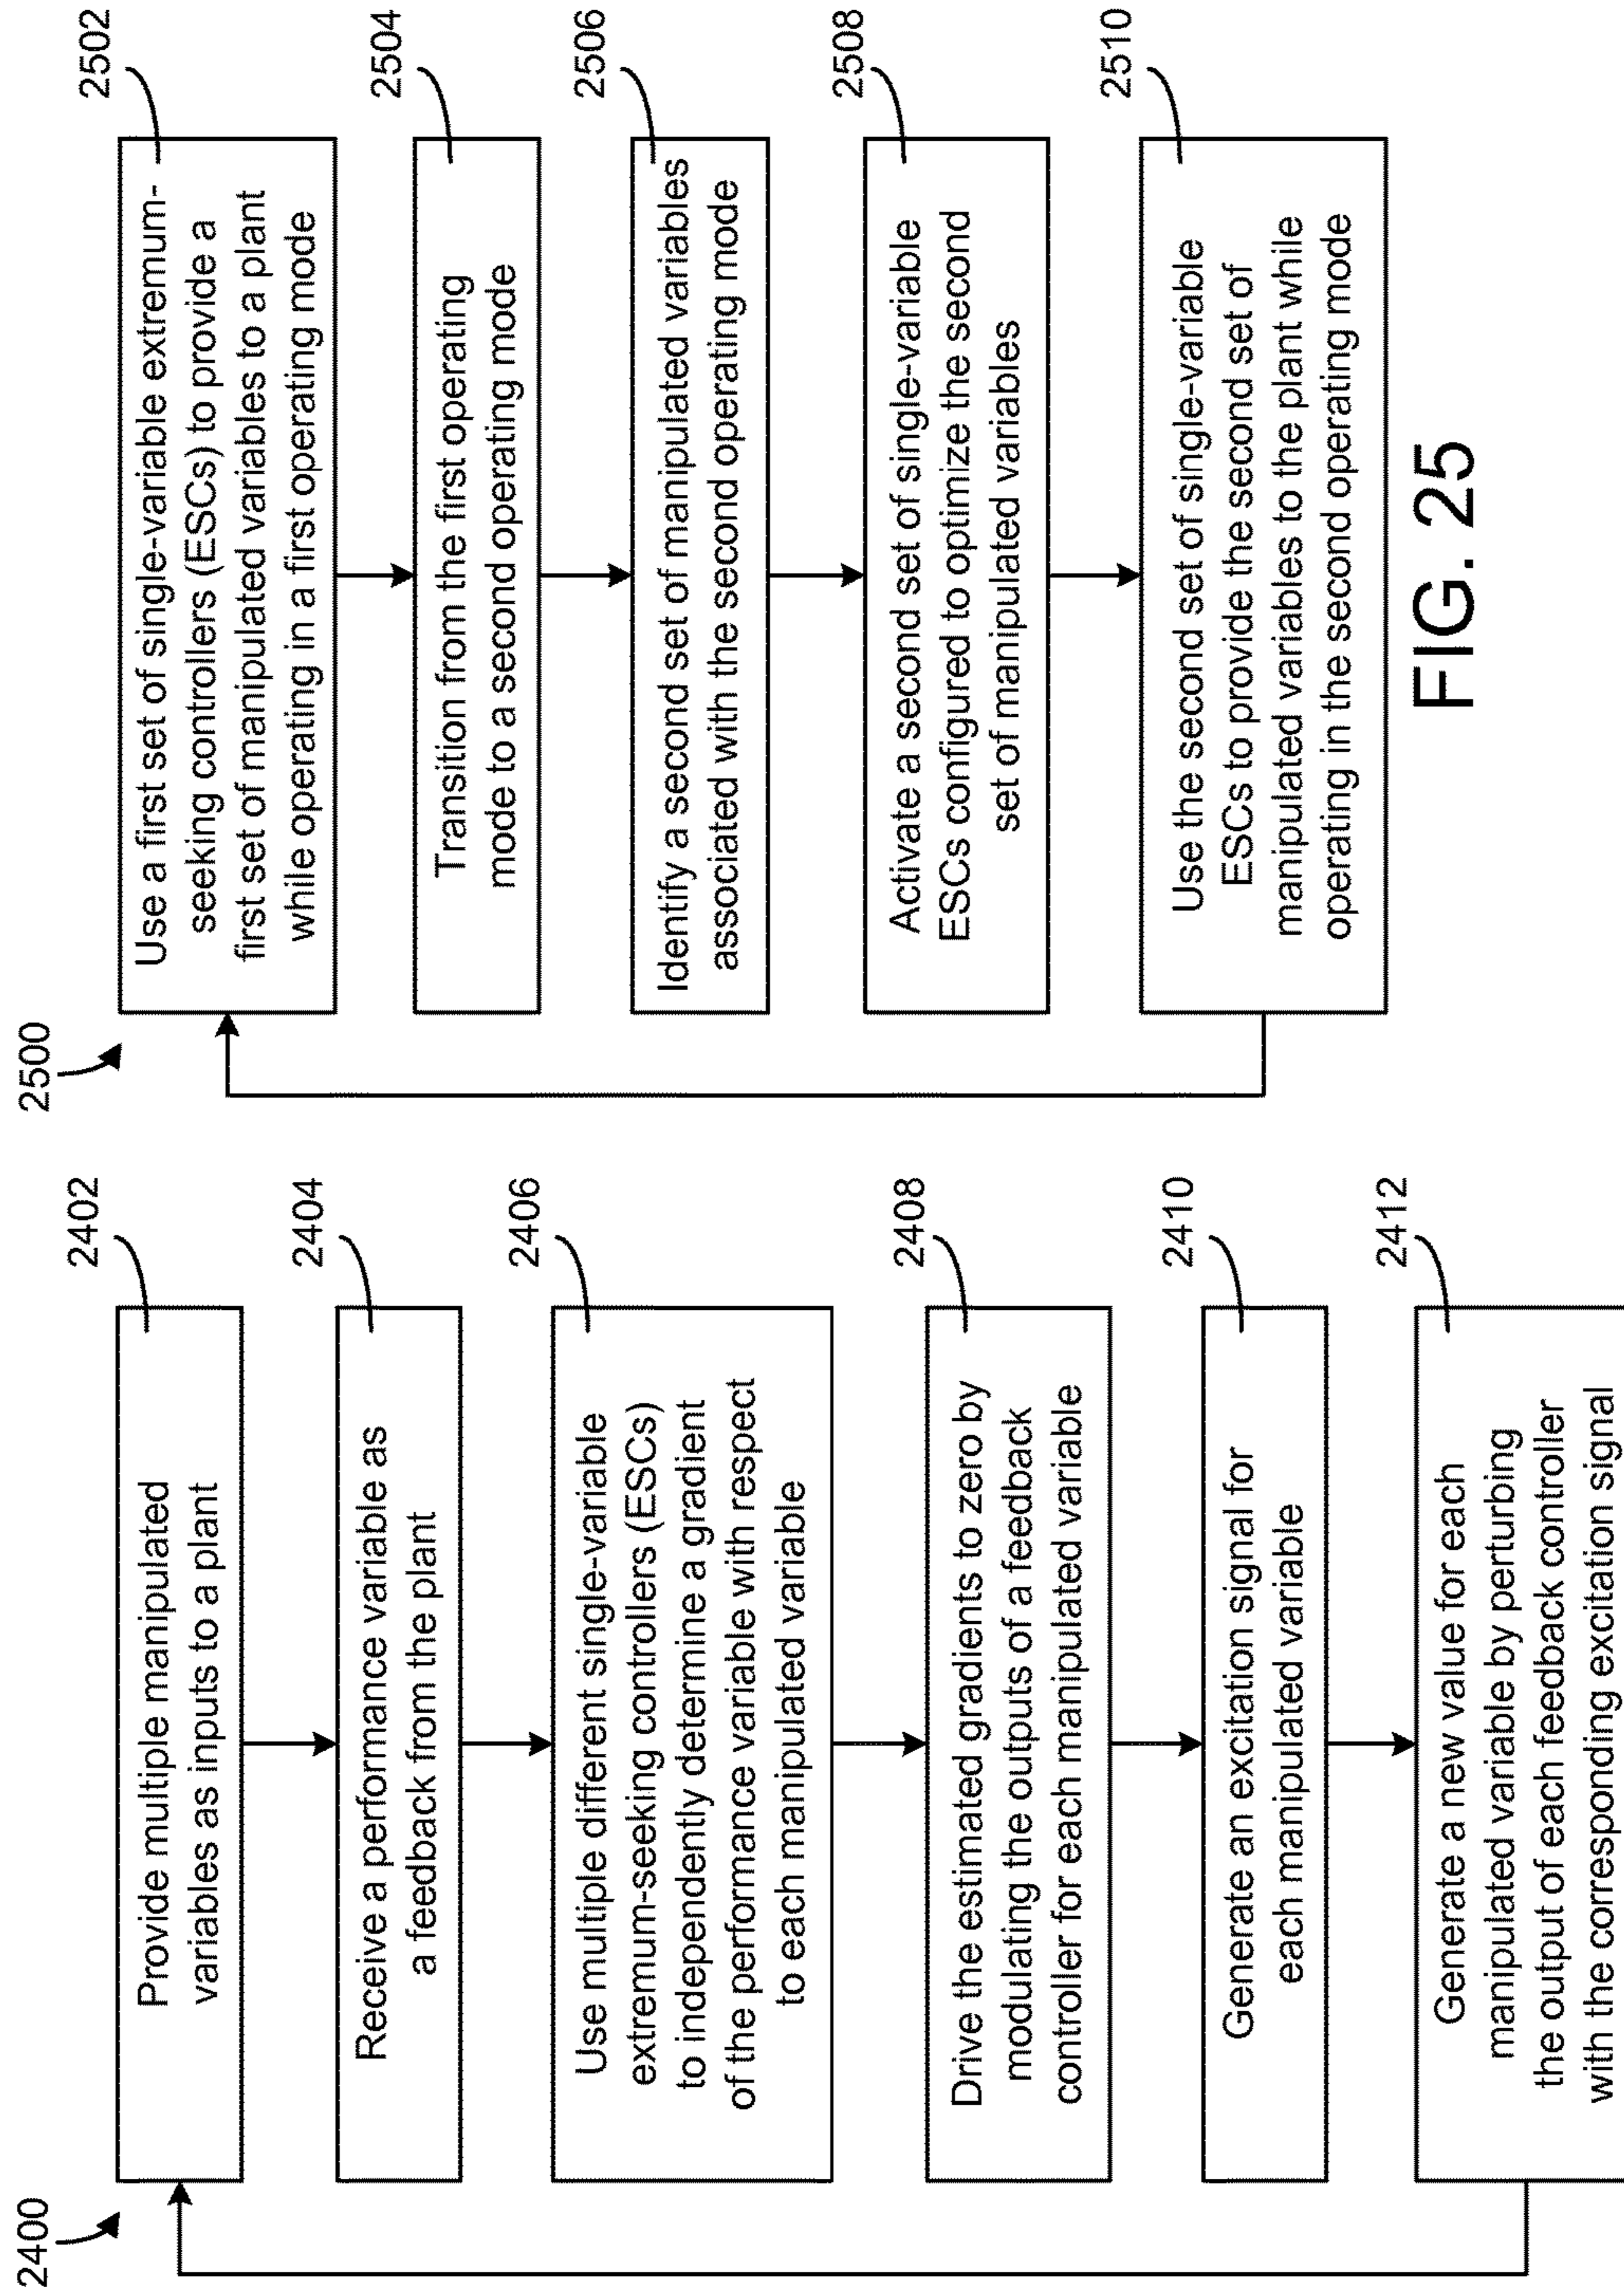 2400
2402
Provide multiple manipulated
variables as inputs to a plant
2404
Receive a performance variable as
a feedback from the plant
2406
Use multiple different single-variable
extremum-seeking controllers (ESCs)
to independently determine a gradient
of the performance variable with respect
to each manipulated variable
2408
Drive the estimated gradients to zero by
modulating the outputs of a feedback
controller for each manipulated variable
2410
Generate an excitation signal for
each manipulated variable
2412
Generate a new value for each
manipulated variable by perturbing
the output of each feedback controller
with the corresponding excitation signal
2500
2502
Use a first set of single-variable extremum-
seeking controllers (ESCs) to provide a
first set of manipulated variables to a plant
while operating in a first operating mode
2504
Transition from the first operating
mode to a second operating mode
2506
Identify a second set of manipulated variables
associated with the second operating mode
2508
Activate a second set of single-variable
ESCs configured to optimize the second
set of manipulated variables
2510
Use the second set of single-variable
ESCs to provide the second set of
manipulated variables to the plant while
operating in the second operating mode
FIG. 25